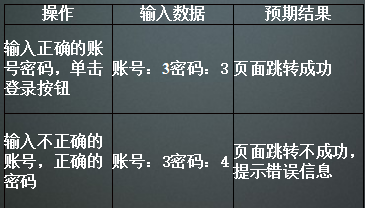 操作 输入数据 预期结果
输入正确的账
号密码，单击
登录按钮
账号：3密码：3
页面跳转成功
输入不正确的
账号，正确的
密码
账号：3密码：4
页面跳转不成功，
提示错误信息